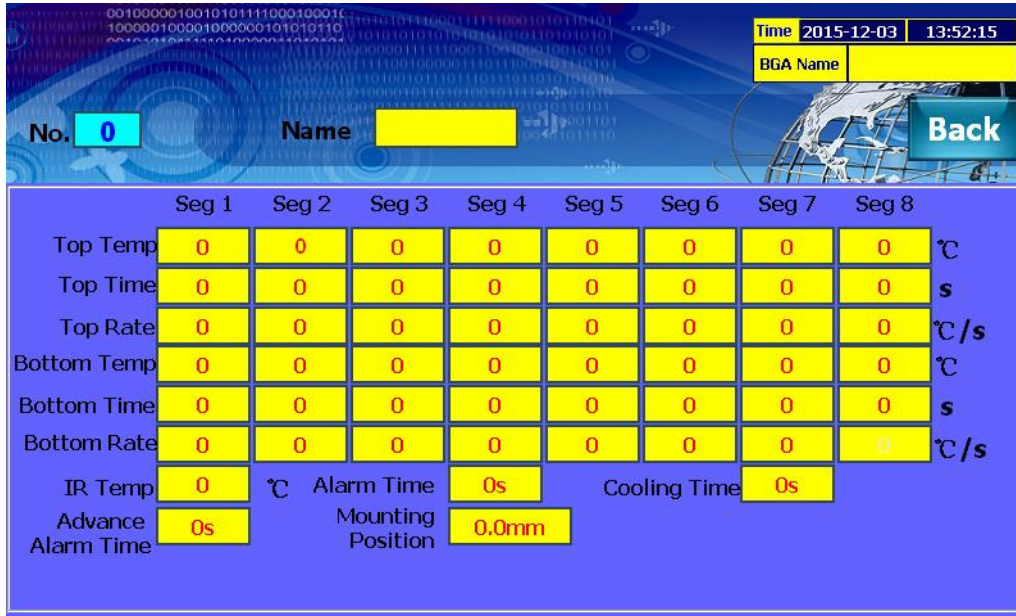 Time 2015-12-03 13:52:15
BGA Name
No. 0 Name
Back
Seg 1 Seg 2 Seg 3 Seg 4 Seg 5 Seg 6 Seg 7 Seg 8
Top Temp 0 0 0 0 0 0 0 0 ℃
Top Time 0 0 0 0 0 0 0 0 s
Top Rate 0 0 0 0 0 0 0 0 ℃/s
Bottom Temp 0 0 0 0 0 0 0 0 ℃
Bottom Time 0 0 0 0 0 0 0 0 s
Bottom Rate 0 0 0 0 0 0 0 0 ℃/s
IR Temp 0 ℃ Alarm Time 0s Cooling Time 0s
Advance Alarm Time 0s Mounting Position 0.0mm